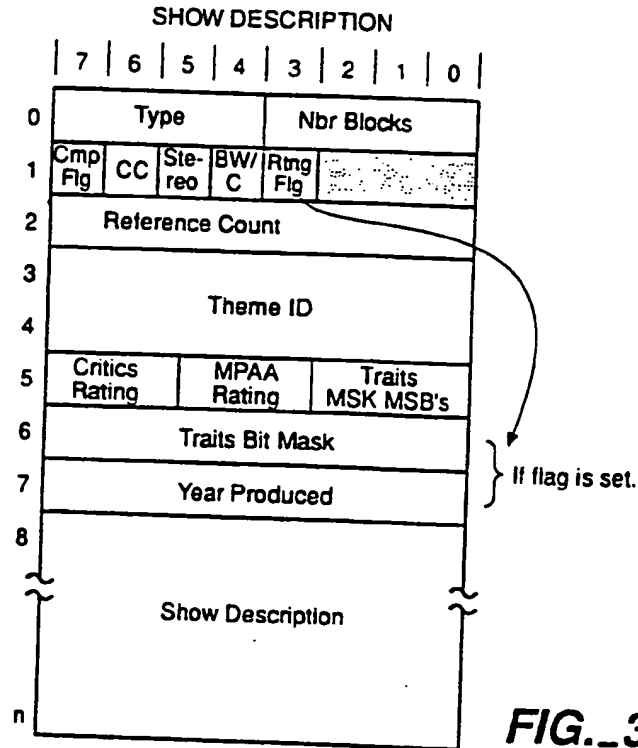 SHOW DESCRIPTION
7 6 5 4 3 2 1 0
0 Type Nbr Blocks
1 Cmp Flg CC Ste-reo BW/C Rtng Flg
2 Reference Count
3
Theme ID
4
5 Critics Rating MPAA Rating Traits MSK MSB's
6 Traits Bit Mask
If flag is set.
7 Year Produced
8
Show Description
n
FIG._3